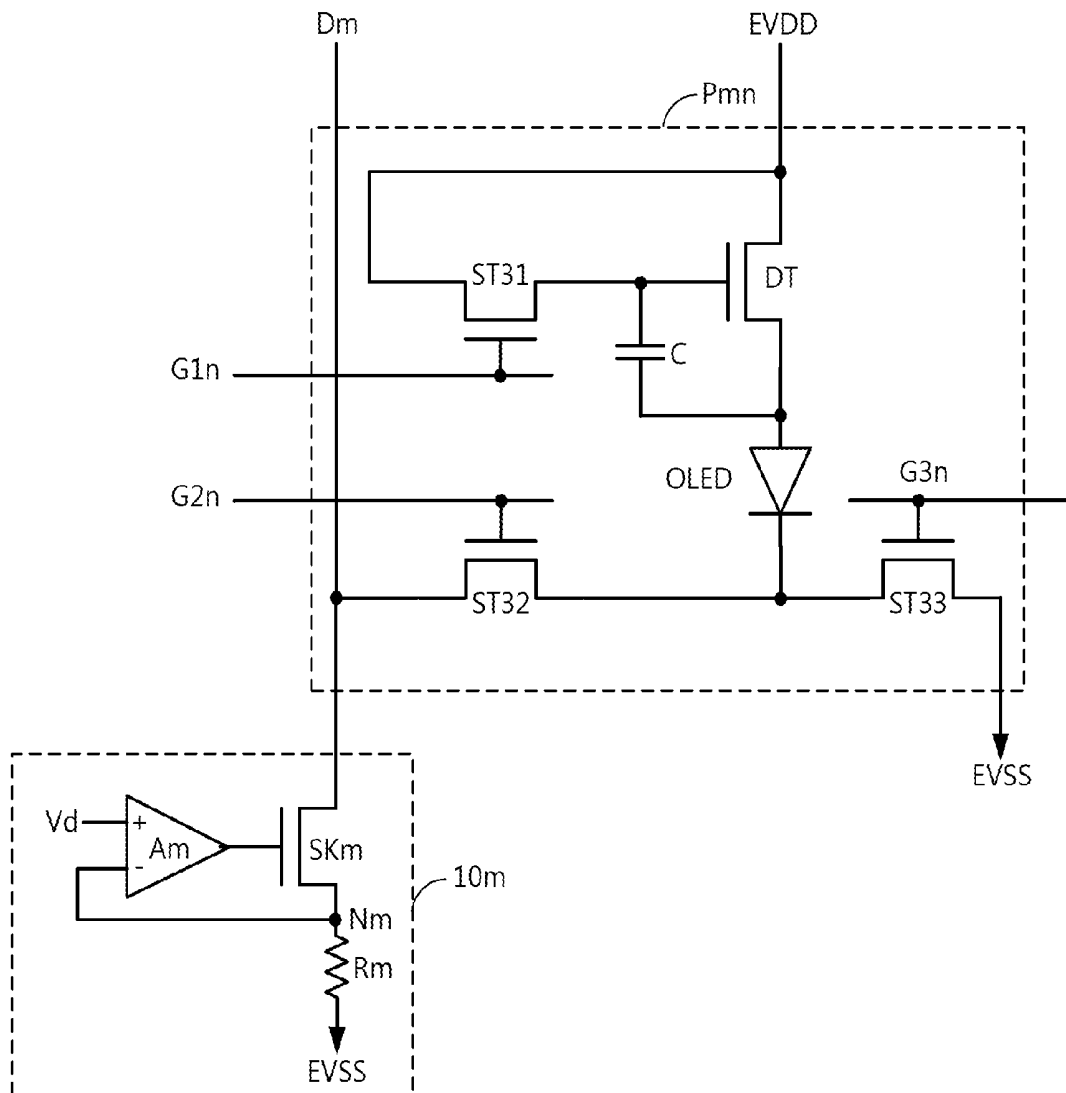 Dm
EVDD
Pmn
ST31
DT
C
G1n
G2n
OLED
G3n
ST32
ST33
EVSS
Vd
+
Am
-
SKm
10m
Nm
Rm
EVSS